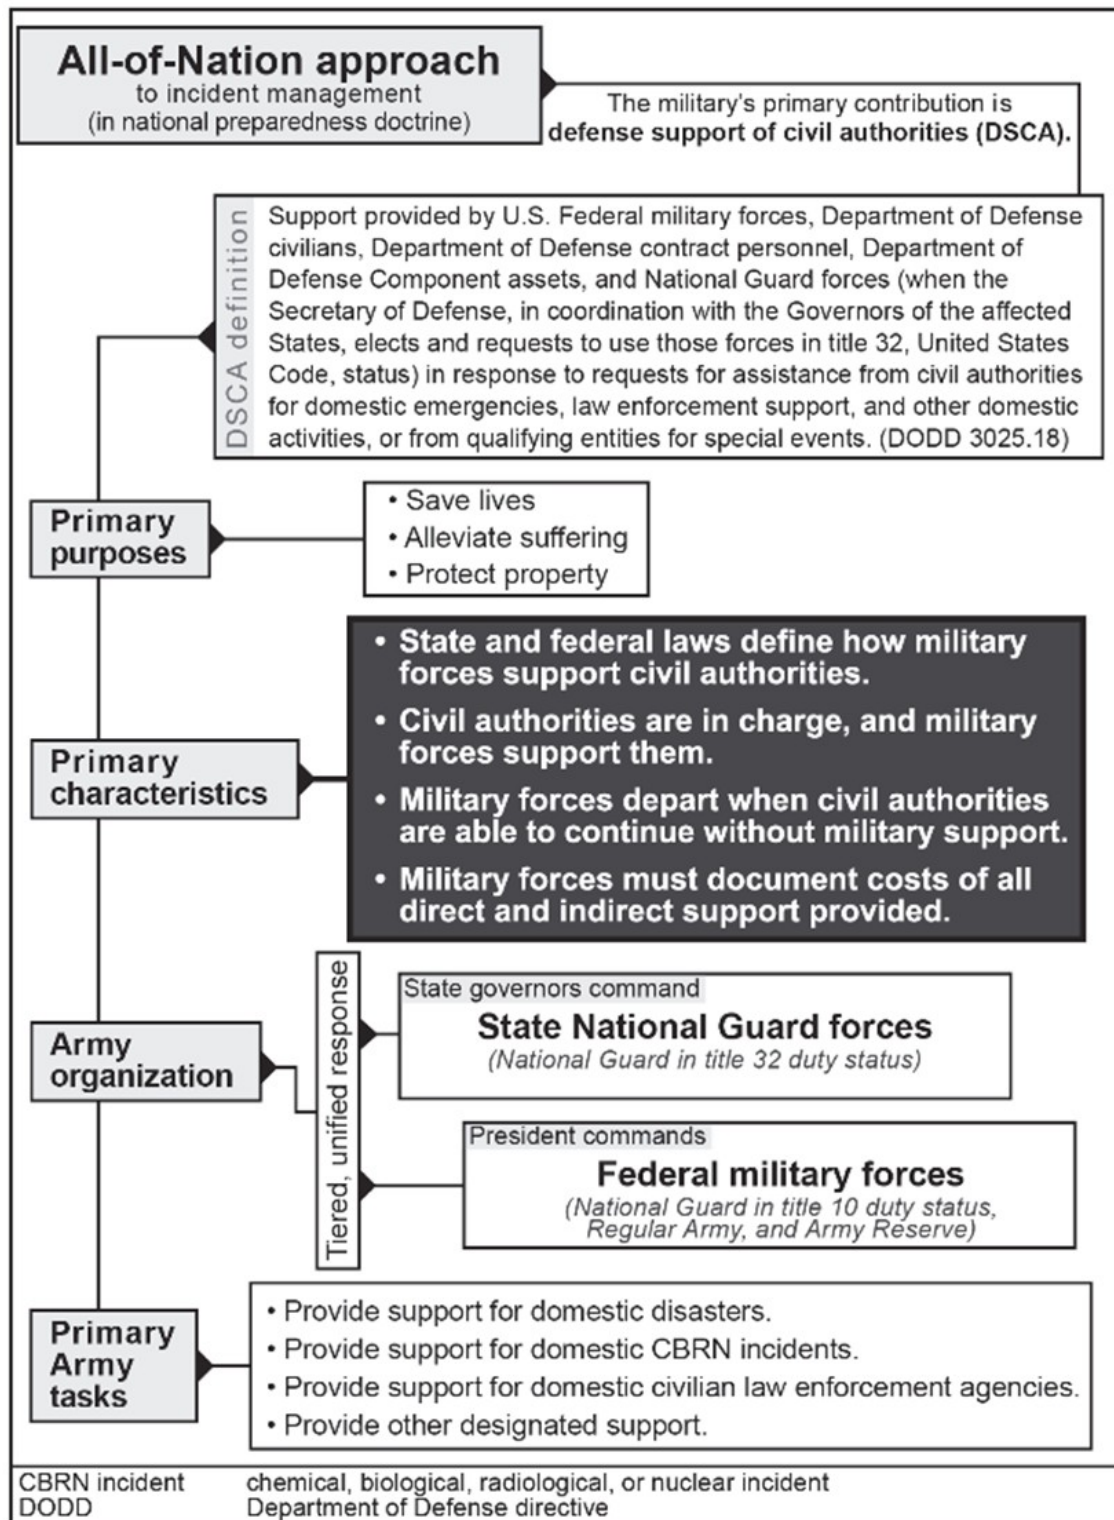 All-of-Nation approach
to incident management
(in national preparedness doctrine)
The military's primary contribution is
defense support of civil authorities (DSCA).
DSCA definition
Support provided by U.S. Federal military forces, Department of Defense
civilians, Department of Defense contract personnel, Department of
Defense Component assets, and National Guard forces (when the
Secretary of Defense, in coordination with the Governors of the affected
States, elects and requests to use those forces in title 32, United States
Code, status) in response to requests for assistance from civil authorities
for domestic emergencies, law enforcement support, and other domestic
activities, or from qualifying entities for special events. (DODD 3025.18)
Primary
purposes
• Save lives
• Alleviate suffering
• Protect property
Primary
characteristics
• State and federal laws define how military
forces support civil authorities.
• Civil authorities are in charge, and military
forces support them.
• Military forces depart when civil authorities
are able to continue without military support.
• Military forces must document costs of all
direct and indirect support provided.
Army
organization
Tiered, unified response
State governors command
State National Guard forces
(National Guard in title 32 duty status)
President commands
Federal military forces
(National Guard in title 10 duty status,
Regular Army, and Army Reserve)
Primary
Army
tasks
• Provide support for domestic disasters.
• Provide support for domestic CBRN incidents.
• Provide support for domestic civilian law enforcement agencies.
• Provide other designated support.
CBRN incident chemical, biological, radiological, or nuclear incident
DODD Department of Defense directive